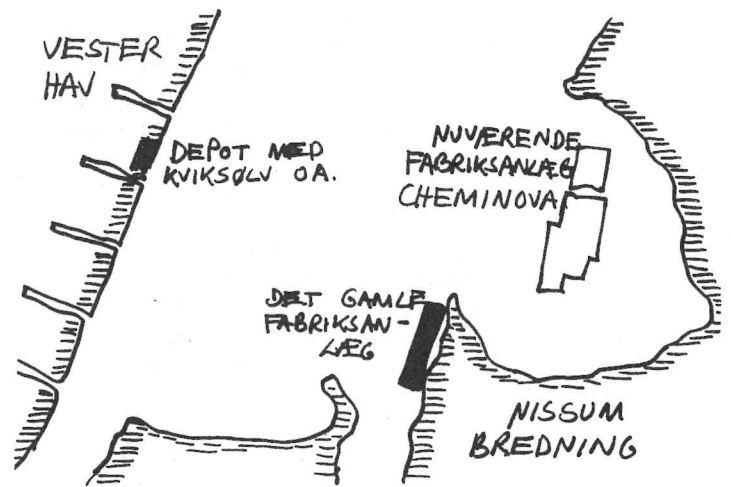 VESTER
HAV
DEPOT MED
KVIKSØLV OA.
NUVÆRENDE
FABRIKSANLÆG
CHEMINOVA
DET GAMLE
FABRIKSAN-
LÆG
NISSUM
BREDNING